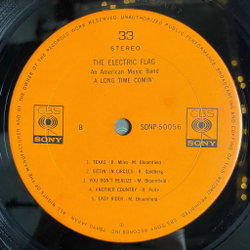 33
STEREO
THE ELECTRIC FLAG
An American Music Band
A LONG TIME COMIN'
CBS
SONY
CBS
SONY
B
SONP-50056
1. TEXAS - B. Miles - M. Bloomfield
2. SITTIN' IN CIRCLES - B. Goldberg
3. YOU DON'T REALIZE - M. Bloomfield
4. ANOTHER COUNTRY - R. Polte
5. EASY RIDER - M. Bloomfield